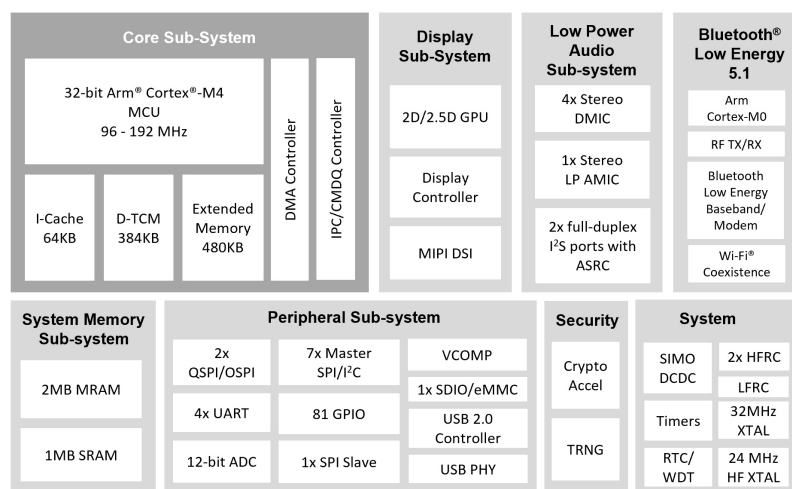 Core Sub-System
32-bit Arm® Cortex®-M4
MCU
96 - 192 MHz
I-Cache
64KB
D-TCM
384KB
Extended
Memory
480KB
DMA Controller
IPC/CMDQ Controller
Display
Sub-System
2D/2.5D GPU
Display
Controller
MIPI DSI
Low Power
Audio
Sub-system
4x Stereo
DMIC
1x Stereo
LP AMIC
2x full-duplex
I²S ports with
ASRC
Bluetooth®
Low Energy
5.1
Arm
Cortex-M0
RF TX/RX
Bluetooth
Low Energy
Baseband/
Modem
Wi-Fi®
Coexistence
System Memory
Sub-system
2MB MRAM
1MB SRAM
Peripheral Sub-system
2x
QSPI/OSPI
4x UART
12-bit ADC
7x Master
SPI/I²C
81 GPIO
1x SPI Slave
VCOMP
1x SDIO/eMMC
USB 2.0
Controller
USB PHY
Security
Crypto
Accel
TRNG
System
SIMO
DCDC
Timers
RTC/
WDT
2x HFRC
LFRC
32MHz
XTAL
24 MHz
HF XTAL